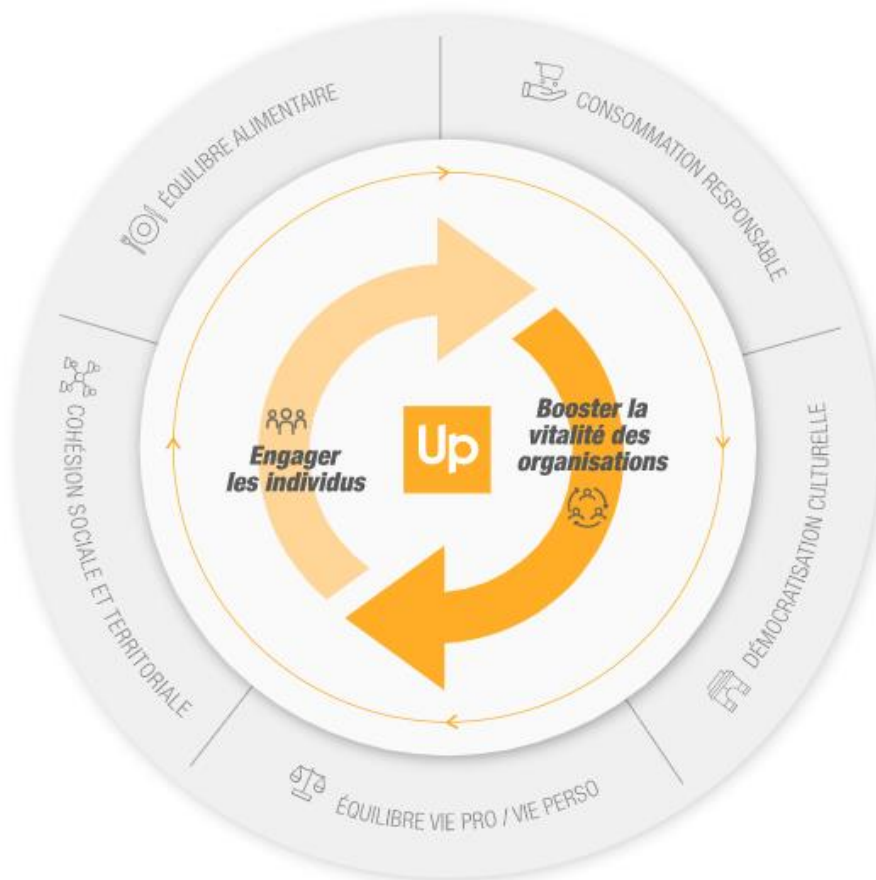 ÉQUILIBRE ALIMENTAIRE
CONSOMMATION RESPONSABLE
DÉMOCRATISATION CULTURELLE
ÉQUILIBRE VIE PRO / VIE PERSO
COHÉSION SOCIALE ET TERRITORIALE
Engager
les individus
Up
Booster la
vitalité des
organisations